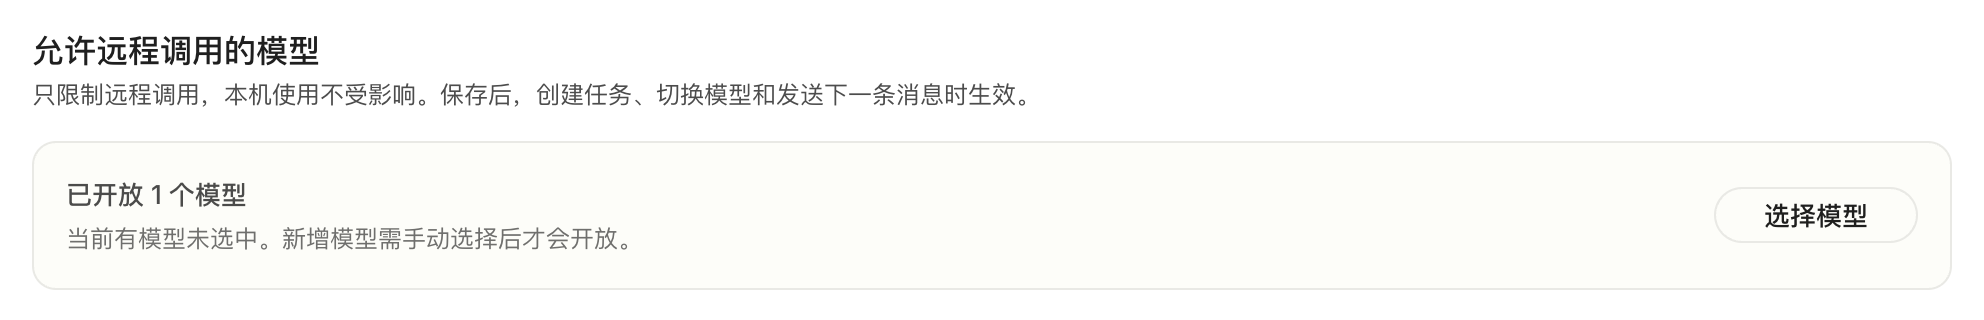 允许远程调用的模型
只限制远程调用，本机使用不受影响。保存后，创建任务、切换模型和发送下一条消息时生效。
已开放 1 个模型
当前有模型未选中。新增模型需手动选择后才会开放。
选择模型